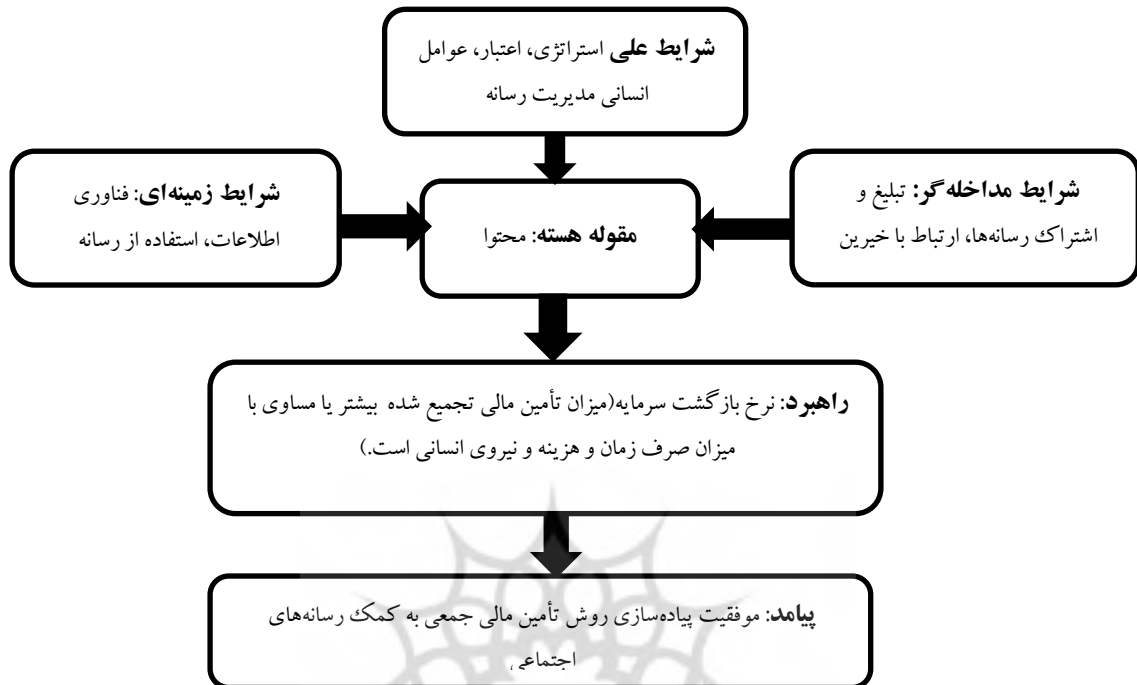 شرایط علی استراتژی، اعتبار، عوامل
انسانی مدیریت رسانه
شرایط مداخله‌گر: تبلیغ و
اشتراک رسانه‌ها، ارتباط با خیرین
مقوله هسته: محتوا
شرایط زمینه‌ای: فناوری
اطلاعات، استفاده از رسانه
راهبرد: نرخ بازگشت سرمایه(میزان تأمین مالی تجمیع شده بیشتر یا مساوی با
میزان صرف زمان و هزینه و نیروی انسانی است.)
پیامد: موفقیت پیاده‌سازی روش تأمین مالی جمعی به کمک رسانه‌های
اجتماعی